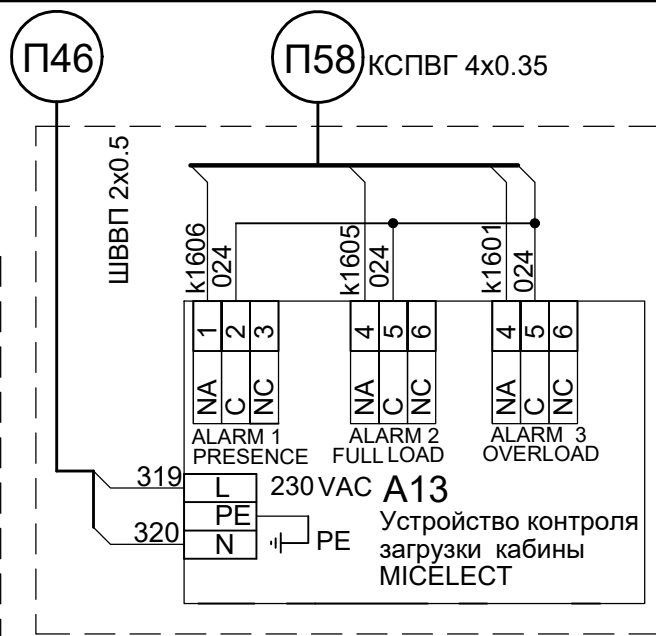 П46
П58
КСПВГ 4x0.35
ШВВП 2x0.5
k1606
024
k1605
024
k1601
024
1 2 3
4 5 6
4 5 6
NA C NC
NA C NC
NA C NC
ALARM 1
PRESENCE
ALARM 2
FULL LOAD
ALARM 3
OVERLOAD
319
L
230 VAC
A13
PE
320
N
PE
Устройство контроля
загрузки кабины
MICELECT